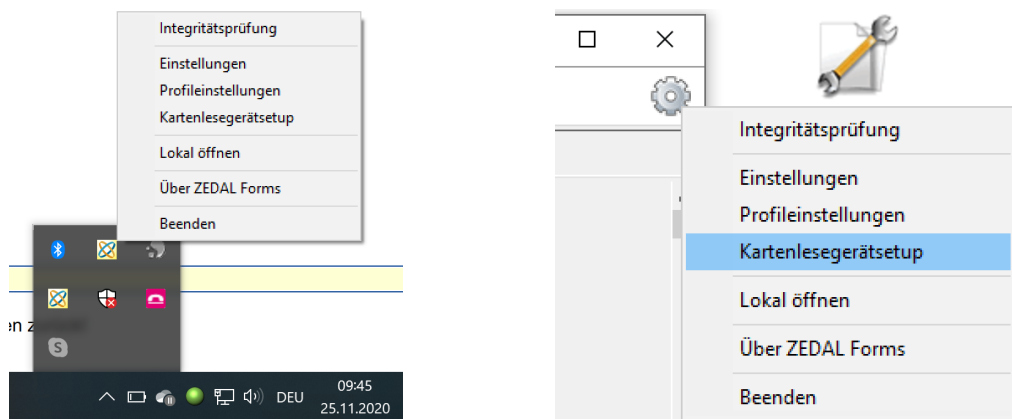 Integritätsprüfung
Einstellungen
Profileinstellungen
Kartenlesegerätsetup
Lokal öffnen
Über ZEDAL Forms
Beenden
en z
S
DEU
09:45
25.11.2020
Integritätsprüfung
Einstellungen
Profileinstellungen
Kartenlesegerätsetup
Lokal öffnen
Über ZEDAL Forms
Beenden